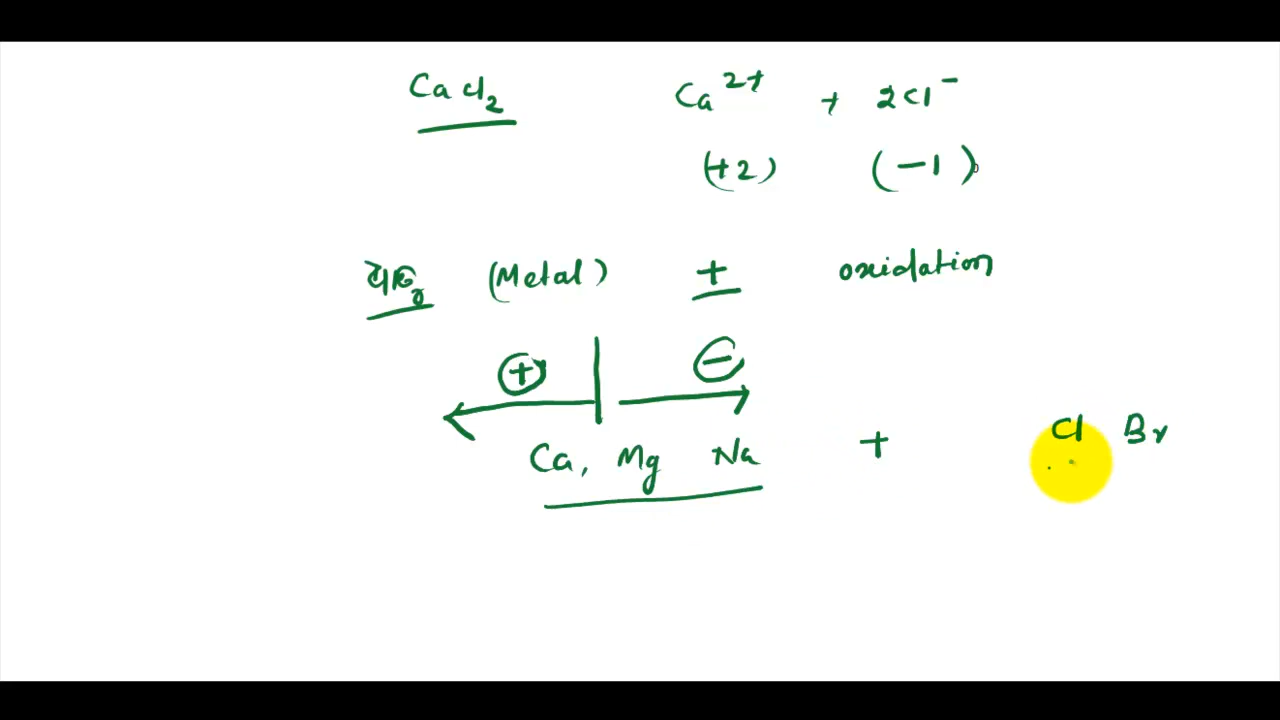 CaCl₂ Ca²⁺ + 2Cl⁻
(+2) (-1)
(Metal) + oxidation
+ -
Ca, Mg Na + Cl Br